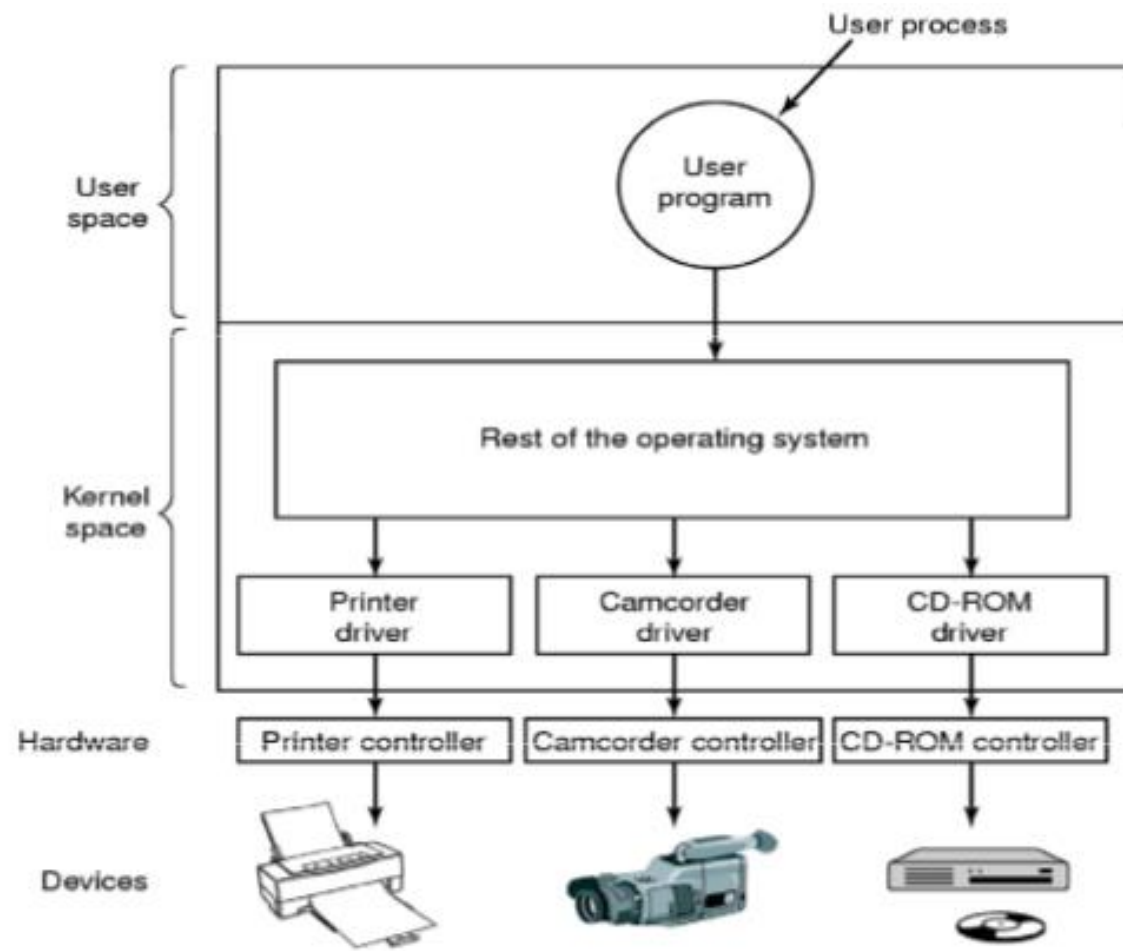 User process
User
program
User
space
Rest of the operating system
Kernel
space
Printer
driver
Camcorder
driver
CD-ROM
driver
Hardware
Printer controller
Camcorder controller
CD-ROM controller
Devices